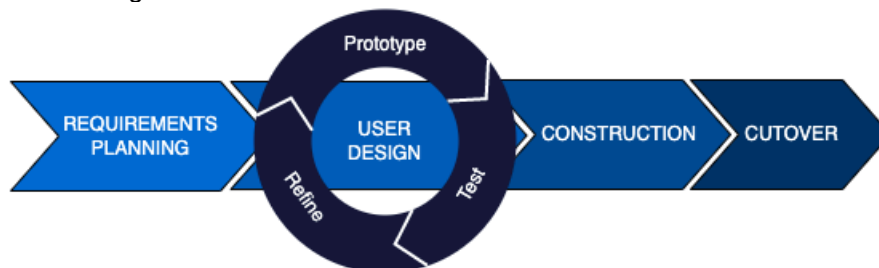 Prototype
REQUIREMENTS
PLANNING
USER
DESIGN
CONSTRUCTION
CUTOVER
Refine
Test